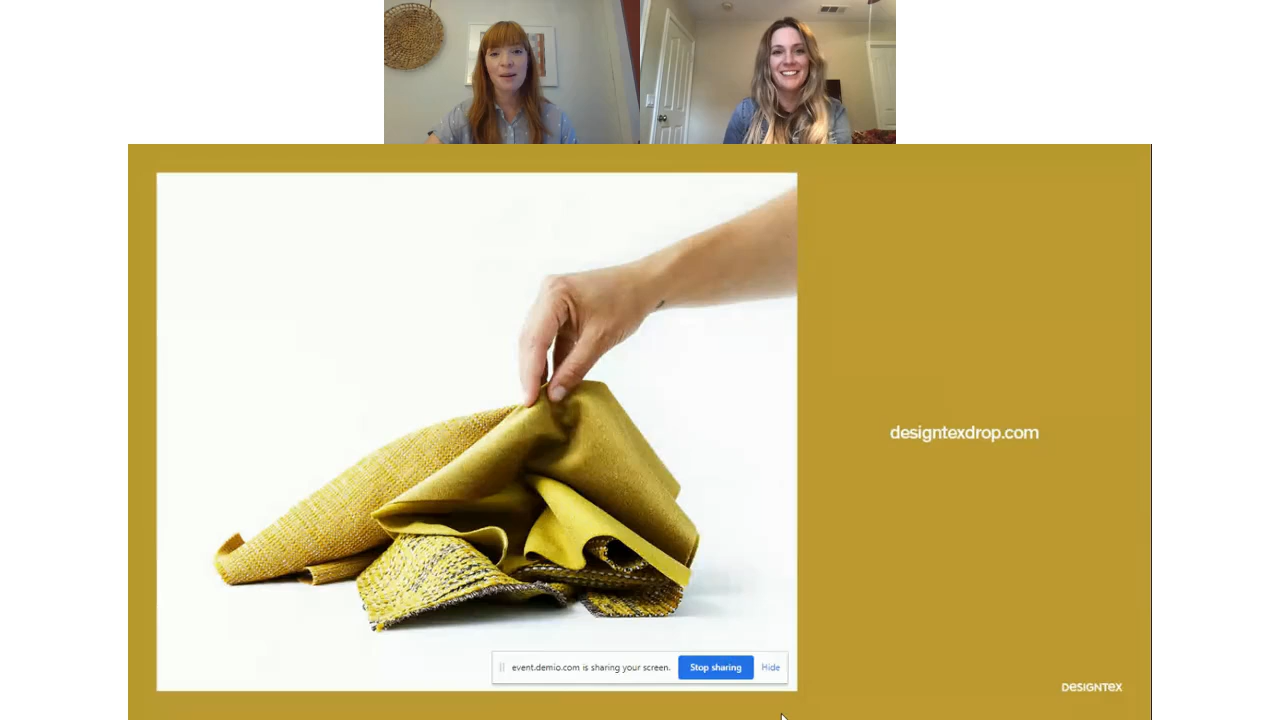 designtexdrop.com
event.demio.com is sharing your screen.
Stop sharing
Hide
DESIGNTEX